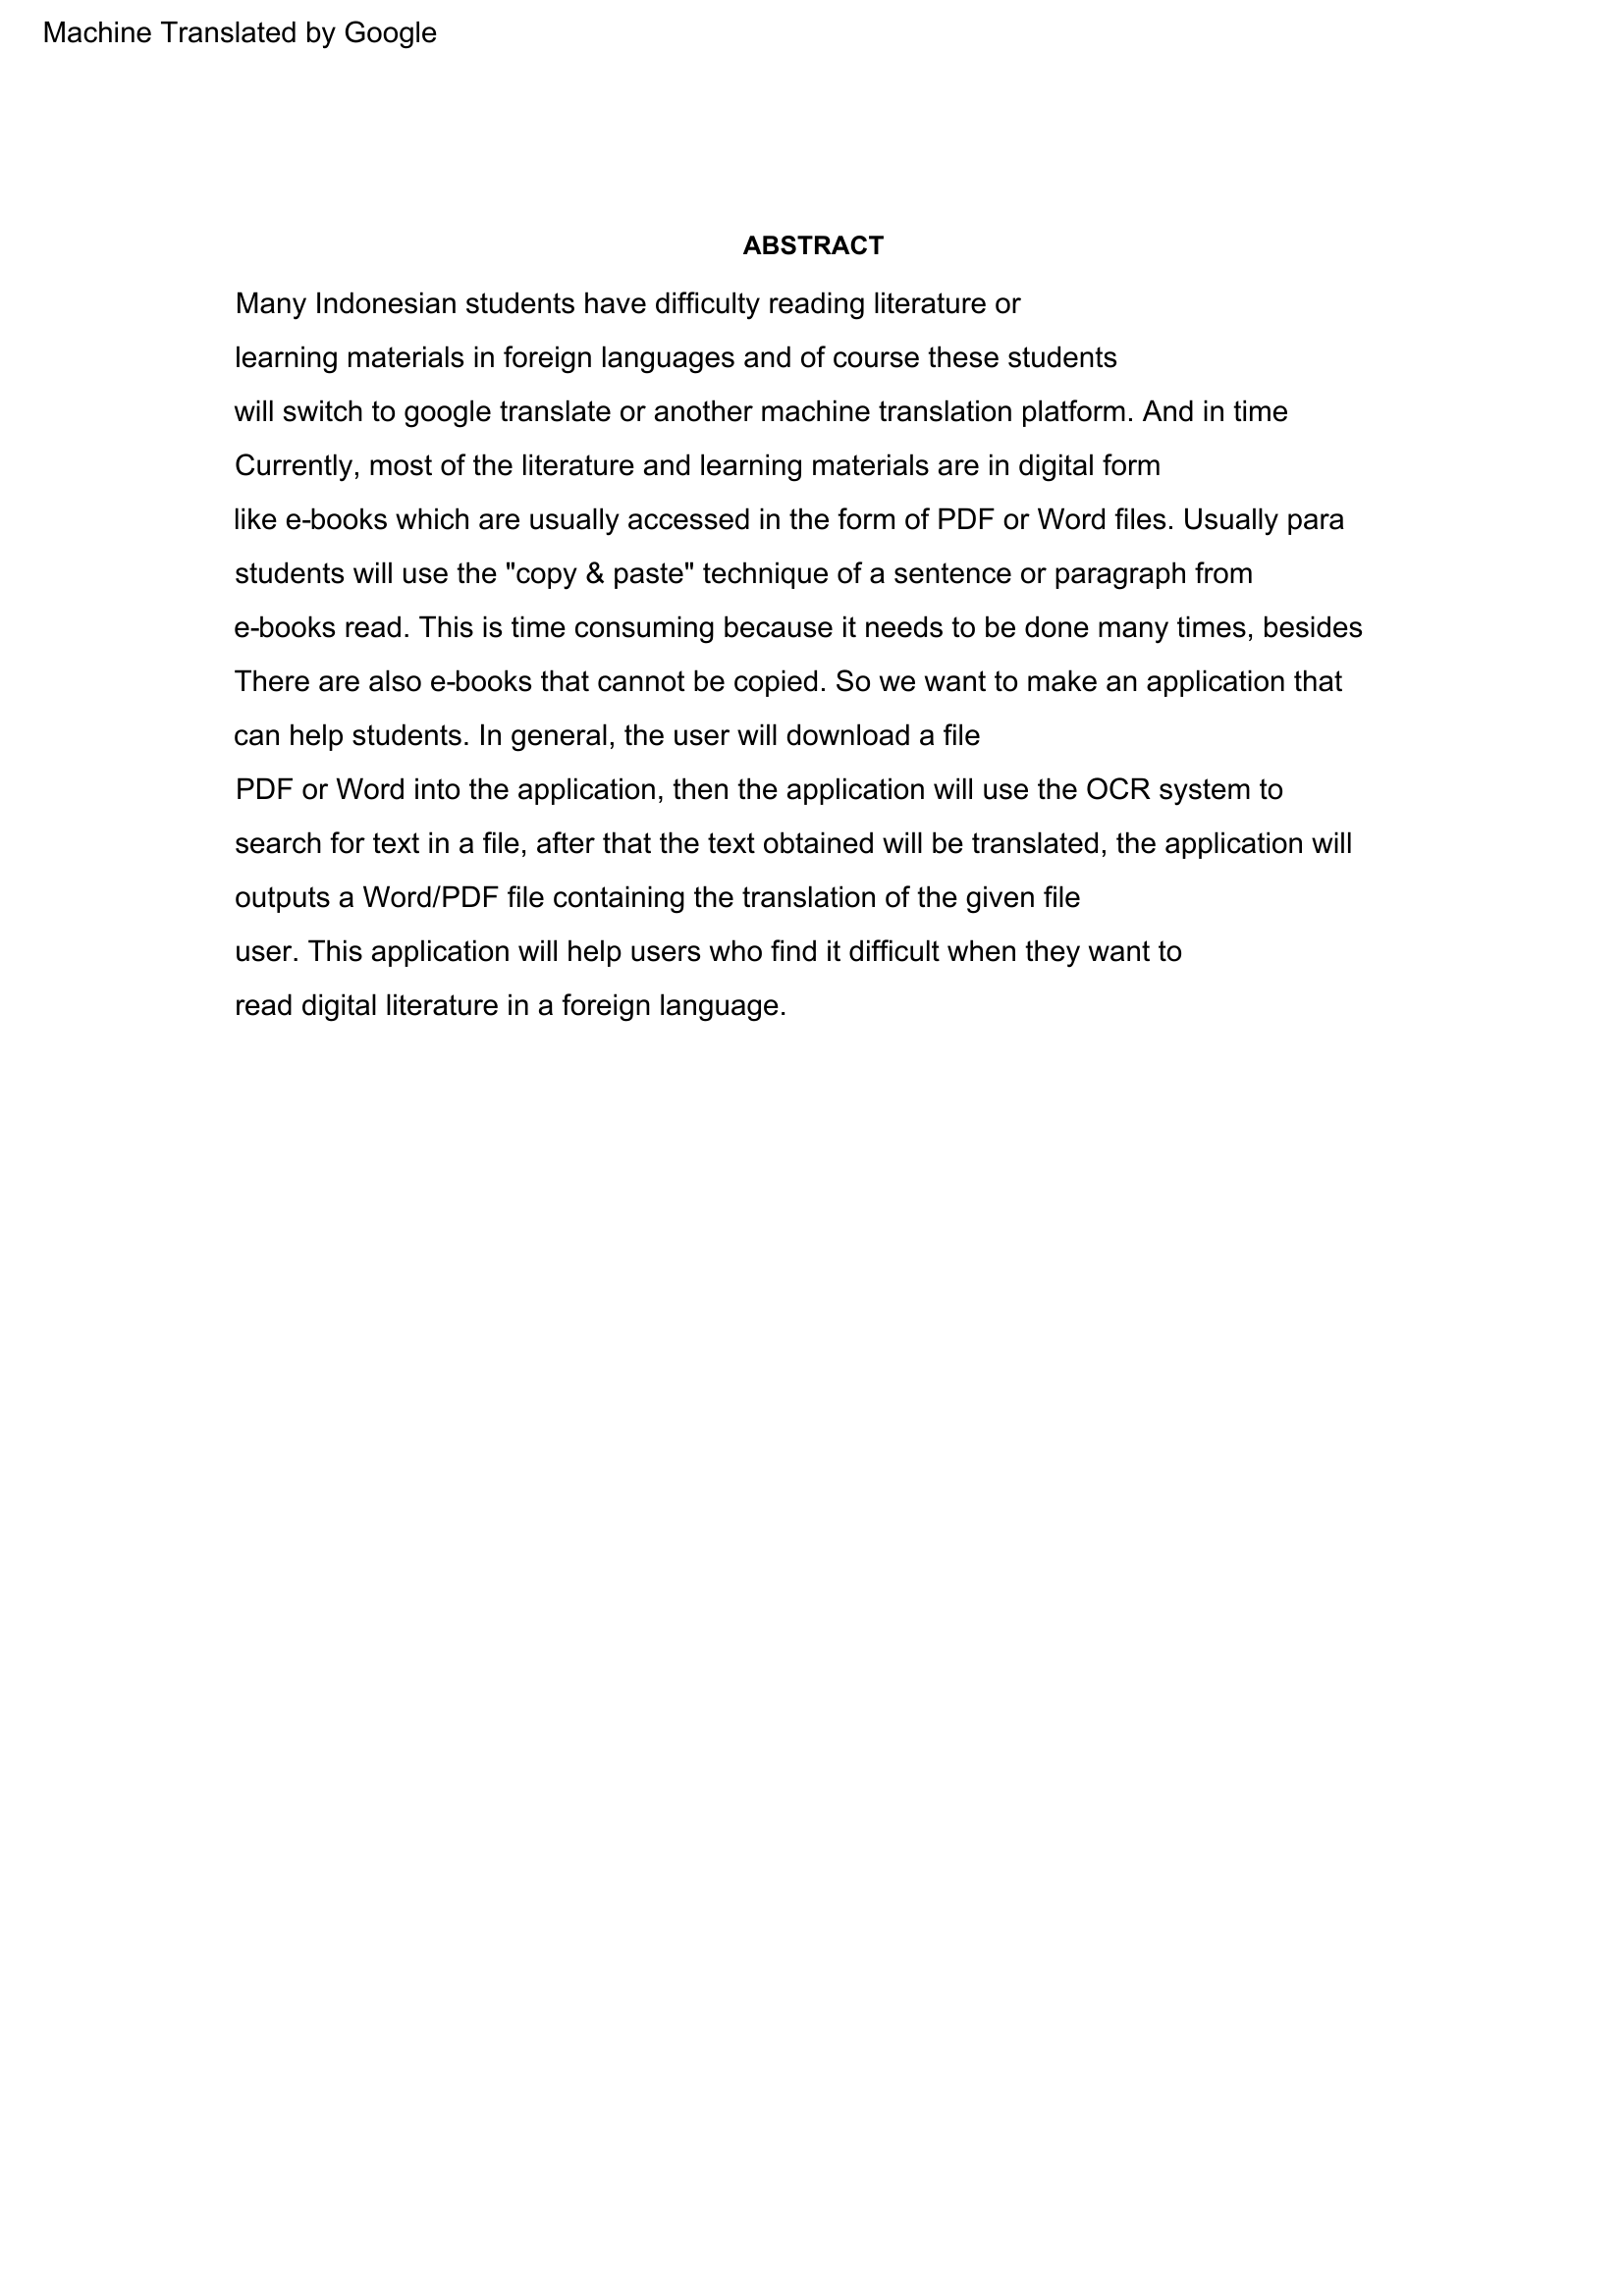 Machine Translated by Google
ABSTRACT
Many Indonesian students have difficulty reading literature or
learning materials in foreign languages and of course these students
will switch to google translate or another machine translation platform. And in time
Currently, most of the literature and learning materials are in digital form
like e-books which are usually accessed in the form of PDF or Word files. Usually para
students will use the "copy & paste" technique of a sentence or paragraph from
e-books read. This is time consuming because it needs to be done many times, besides
There are also e-books that cannot be copied. So we want to make an application that
can help students. In general, the user will download a file
PDF or Word into the application, then the application will use the OCR system to
search for text in a file, after that the text obtained will be translated, the application will
outputs a Word/PDF file containing the translation of the given file
user. This application will help users who find it difficult when they want to
read digital literature in a foreign language.